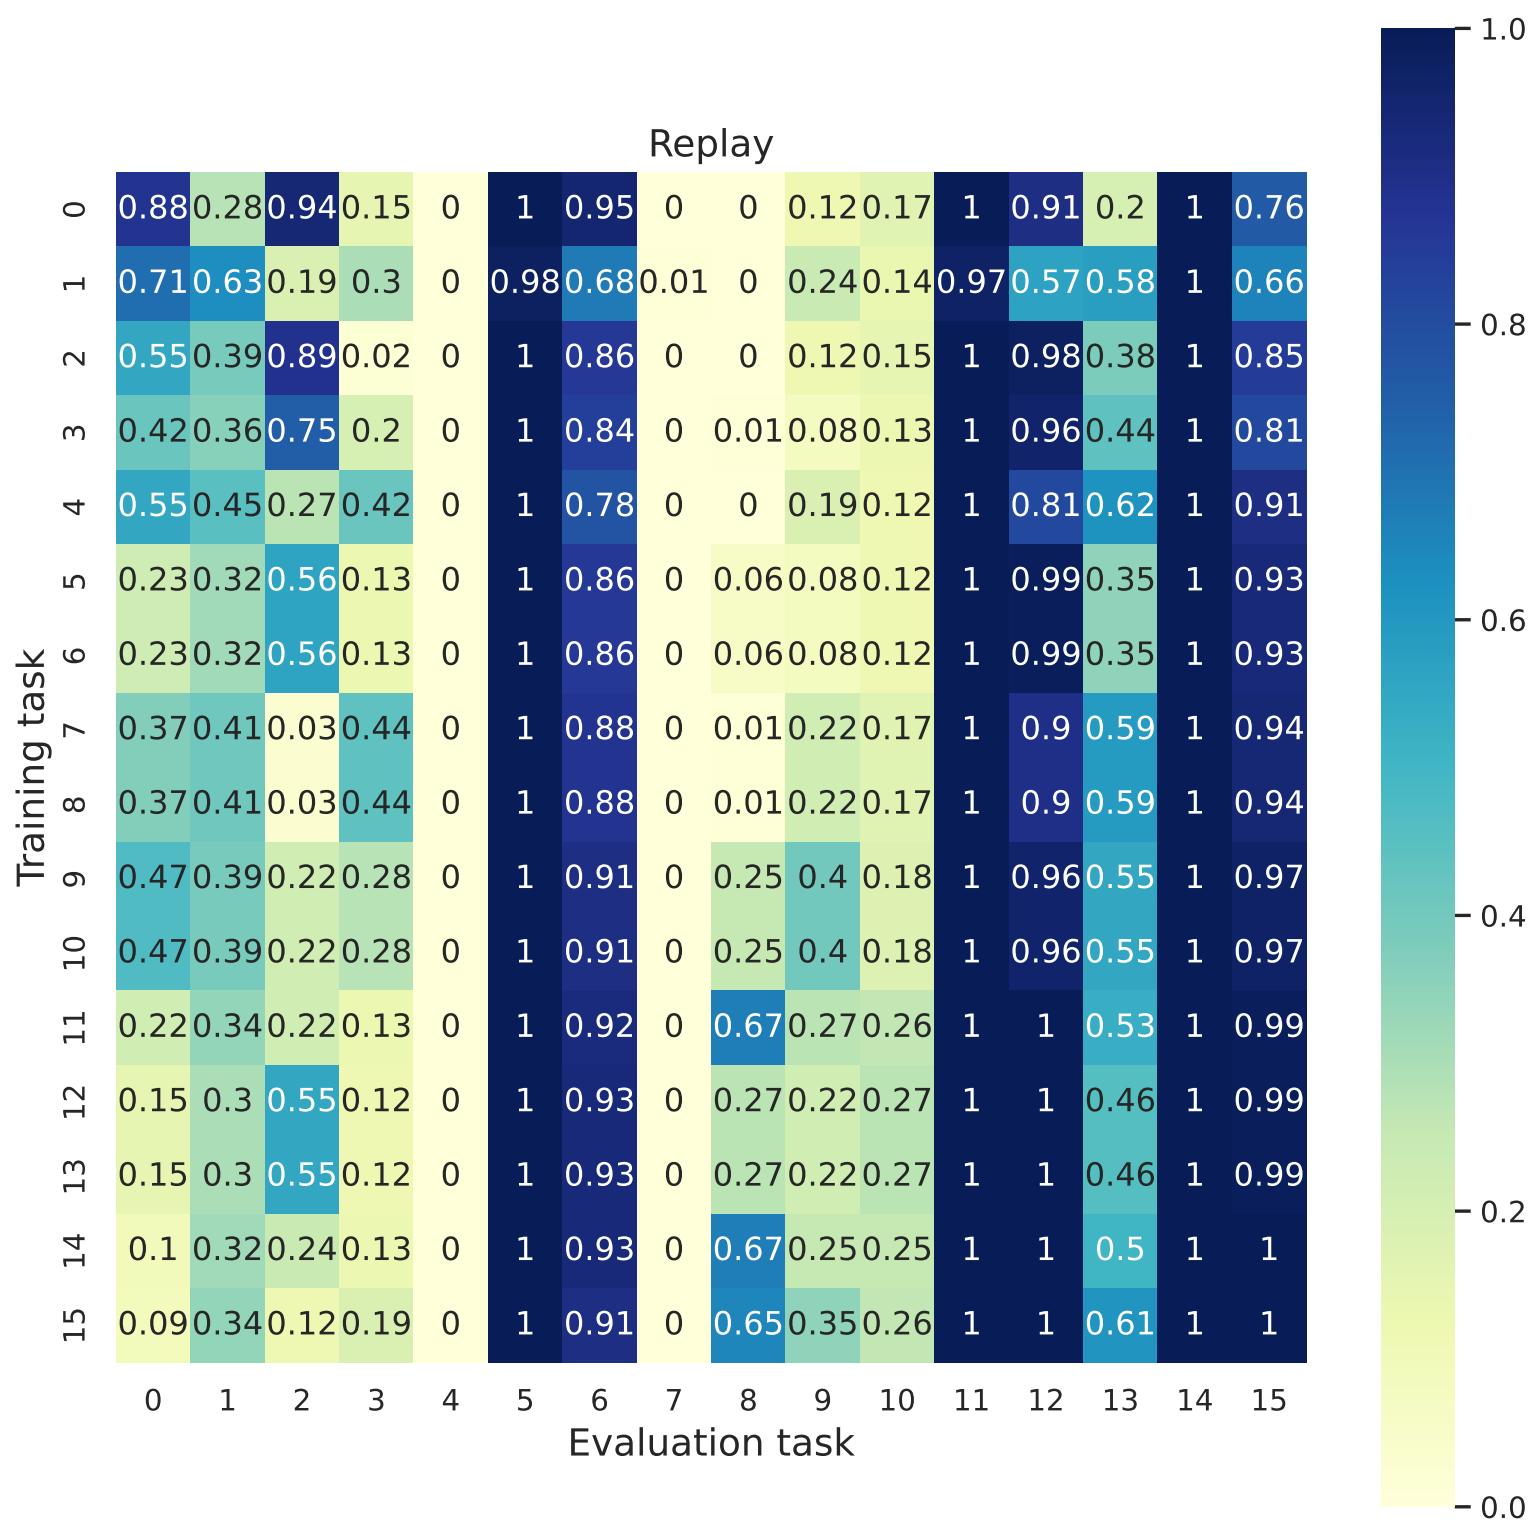 Replay
0 0.88 0.28 0.94 0.15 0 1 0.95 0 0 0.12 0.17 1 0.91 0.2 1 0.76
1 0.71 0.63 0.19 0.3 0 0.98 0.68 0.01 0 0.24 0.14 0.97 0.57 0.58 1 0.66
2 0.55 0.39 0.89 0.02 0 1 0.86 0 0 0.12 0.15 1 0.98 0.38 1 0.85
3 0.42 0.36 0.75 0.2 0 1 0.84 0 0.01 0.08 0.13 1 0.96 0.44 1 0.81
4 0.55 0.45 0.27 0.42 0 1 0.78 0 0 0.19 0.12 1 0.81 0.62 1 0.91
5 0.23 0.32 0.56 0.13 0 1 0.86 0 0.06 0.08 0.12 1 0.99 0.35 1 0.93
6 0.23 0.32 0.56 0.13 0 1 0.86 0 0.06 0.08 0.12 1 0.99 0.35 1 0.93
7 0.37 0.41 0.03 0.44 0 1 0.88 0 0.01 0.22 0.17 1 0.9 0.59 1 0.94
8 0.37 0.41 0.03 0.44 0 1 0.88 0 0.01 0.22 0.17 1 0.9 0.59 1 0.94
9 0.47 0.39 0.22 0.28 0 1 0.91 0 0.25 0.4 0.18 1 0.96 0.55 1 0.97
10 0.47 0.39 0.22 0.28 0 1 0.91 0 0.25 0.4 0.18 1 0.96 0.55 1 0.97
11 0.22 0.34 0.22 0.13 0 1 0.92 0 0.67 0.27 0.26 1 1 0.53 1 0.99
12 0.15 0.3 0.55 0.12 0 1 0.93 0 0.27 0.22 0.27 1 1 0.46 1 0.99
13 0.15 0.3 0.55 0.12 0 1 0.93 0 0.27 0.22 0.27 1 1 0.46 1 0.99
14 0.1 0.32 0.24 0.13 0 1 0.93 0 0.67 0.25 0.25 1 1 0.5 1 1
15 0.09 0.34 0.12 0.19 0 1 0.91 0 0.65 0.35 0.26 1 1 0.61 1 1
0 1 2 3 4 5 6 7 8 9 10 11 12 13 14 15
Evaluation task
Training task
1.0
0.8
0.6
0.4
0.2
0.0